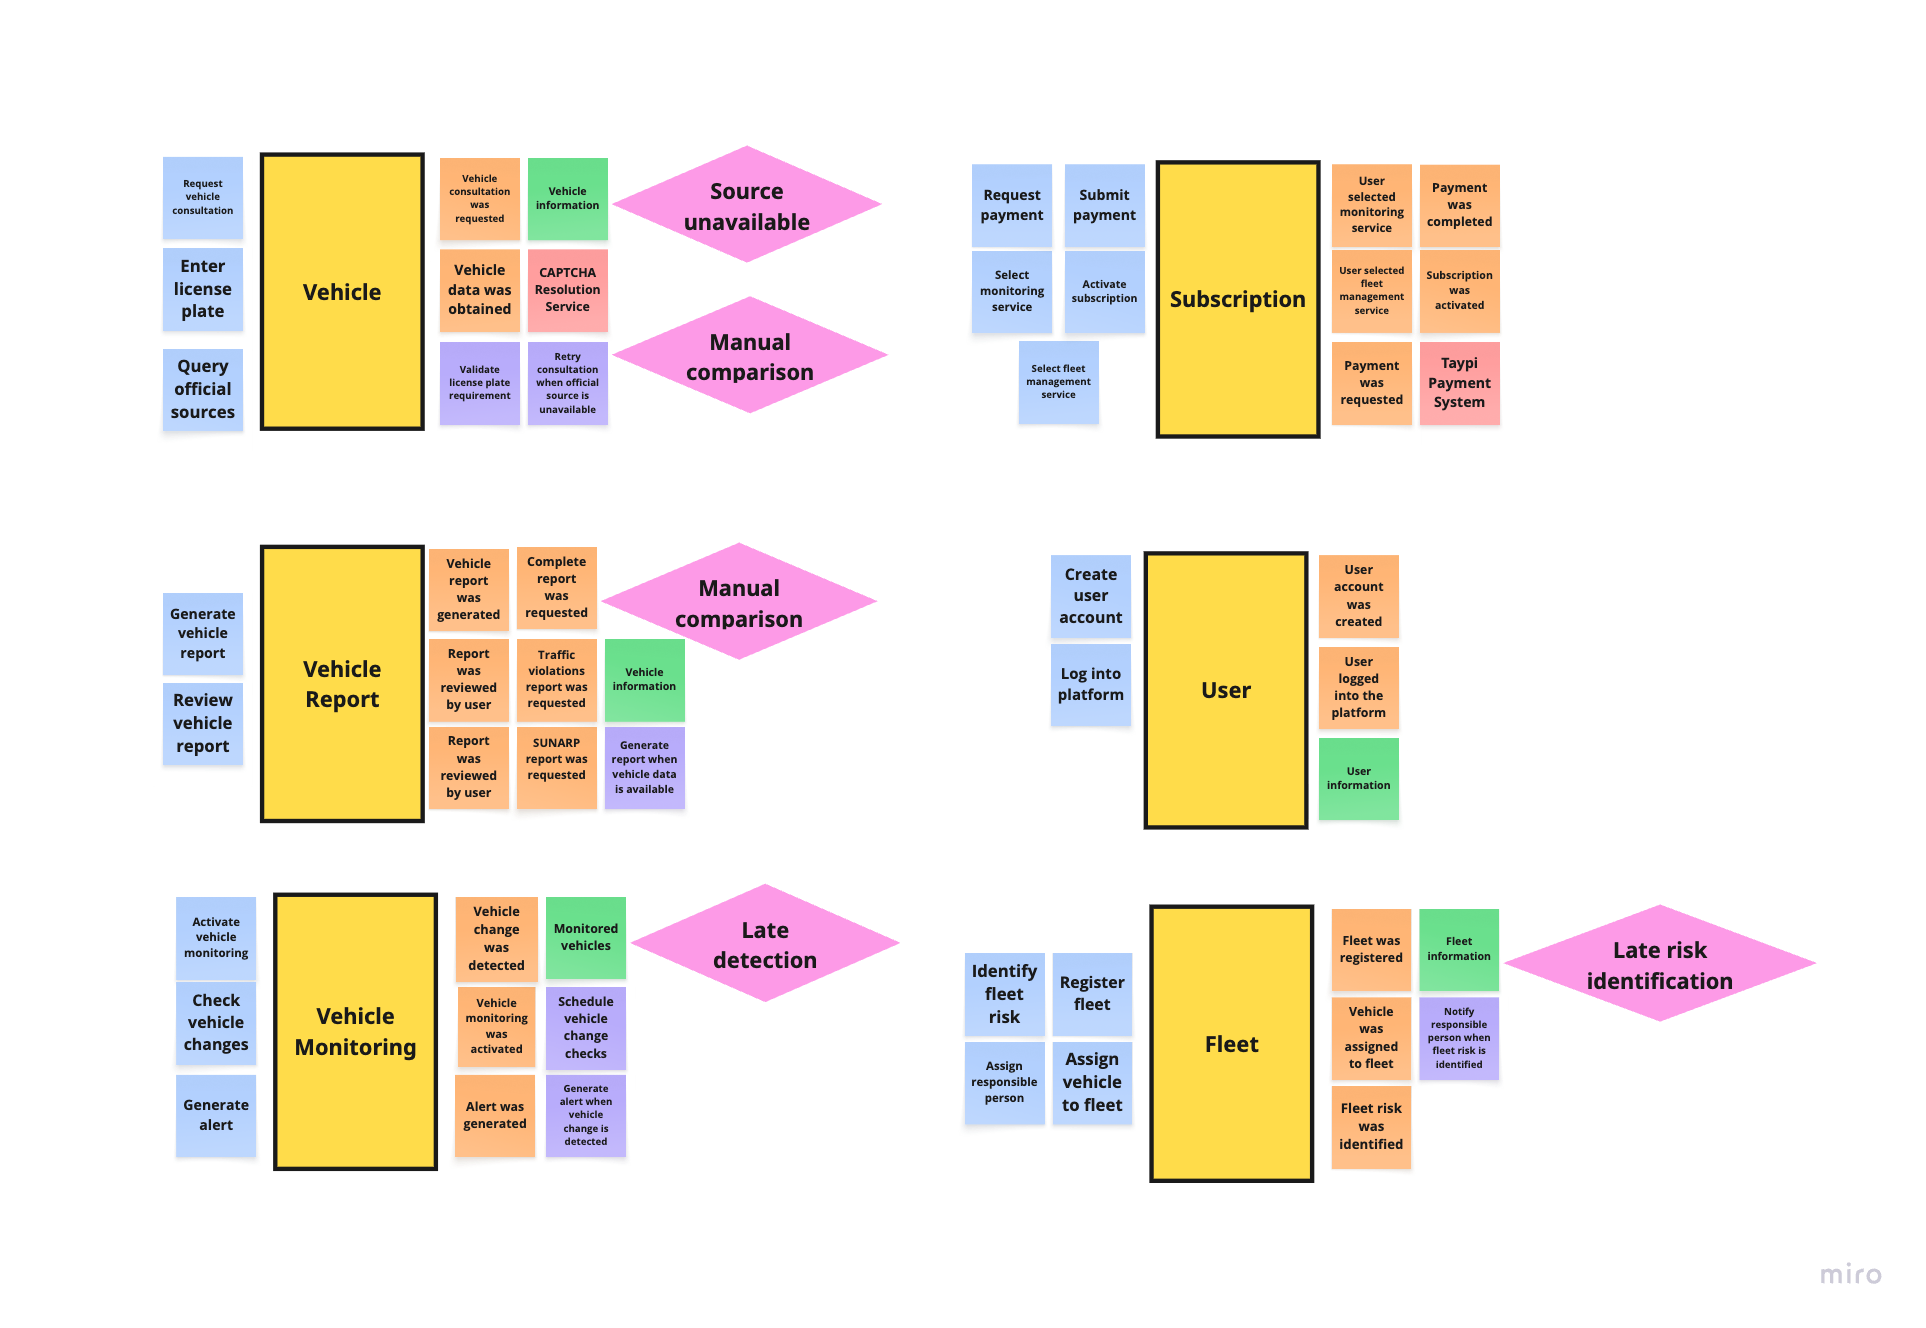 Request
vehicle
consultation
Enter
license
plate
Query
official
sources
Vehicle
Vehicle
consultation
was
requested
Vehicle
information
Vehicle
data was
obtained
CAPTCHA
Resolution
Service
Validate
license plate
requirement
Retry
consultation
when official
source is
unavailable
Source
unavailable
Manual
comparison
Request
payment
Submit
payment
Select
monitoring
service
Activate
subscription
Select fleet
management
service
Subscription
User
selected
monitoring
service
Payment
was
completed
User selected
fleet
management
service
Subscription
was
activated
Payment
was
requested
Taypi
Payment
System
Generate
vehicle
report
Review
vehicle
report
Vehicle
Report
Vehicle
report
was
generated
Complete
report
was
requested
Report
was
reviewed
by user
Traffic
violations
report was
requested
Vehicle
information
Report
was
reviewed
by user
SUNARP
report was
requested
Generate
report when
vehicle data
is available
Manual
comparison
Create
user
account
Log into
platform
User
User
account
was
created
User
logged
into the
platform
User
information
Activate
vehicle
monitoring
Check
vehicle
changes
Generate
alert
Vehicle
Monitoring
Vehicle
change
was
detected
Monitored
vehicles
Vehicle
monitoring
was
activated
Schedule
vehicle
change
checks
Alert was
generated
Generate
alert when
vehicle
change is
detected
Late
detection
Identify
fleet
risk
Register
fleet
Assign
responsible
person
Assign
vehicle
to fleet
Fleet
Fleet was
registered
Fleet
information
Vehicle
was
assigned
to fleet
Notify
responsible
person when
fleet risk is
identified
Fleet risk
was
identified
Late risk
identification
miro